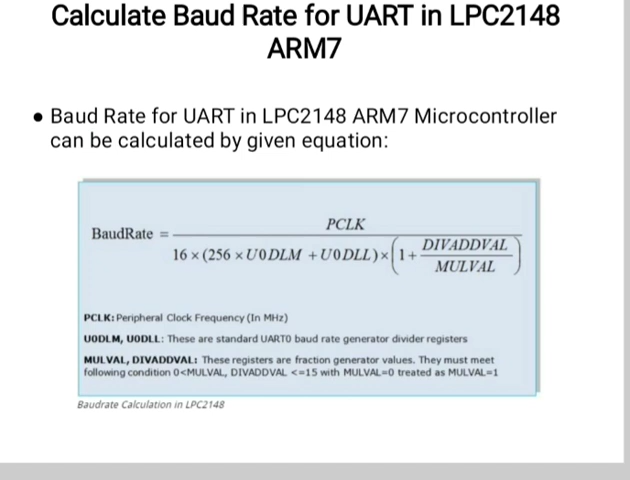 Calculate Baud Rate for UART in LPC2148
ARM7
• Baud Rate for UART in LPC2148 ARM7 Microcontroller
can be calculated by given equation:
BaudRate = PCLK / 16 × (256 × U0DLM + U0DLL) × (1 + DIVADDVAL / MULVAL)
PCLK: Peripheral Clock Frequency (In MHz)
U0DLM, U0DLL: These are standard UART0 baud rate generator divider registers
MULVAL, DIVADDVAL: These registers are fraction generator values. They must meet
following condition 0<MULVAL, DIVADDVAL <=15 with MULVAL=0 treated as MULVAL=1
Baudrate Calculation in LPC2148